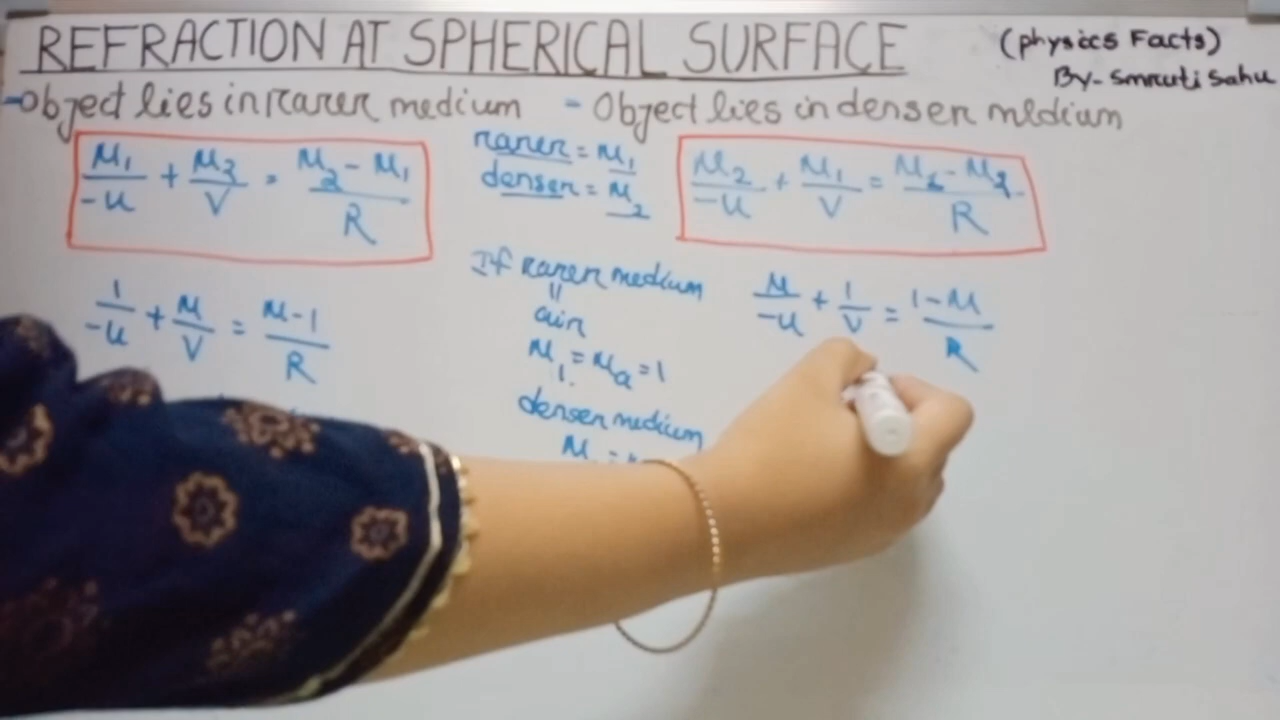 REFRACTION AT SPHERICAL SURFACE
(physics Facts)
By- Smruti Sahu
-Object lies in rarer medium
- Object lies in denser medium
μ₁/-u + μ₂/v = μ₂ - μ₁/R
rarer = μ₁
denser = μ₂
μ₂/-u + μ₁/v = μ₁ - μ₂/R
1/-u + μ/v = μ-1/R
If rarer medium
=
air
μ₁ = μₐ = 1
denser medium
μ/-u + 1/v = 1-μ/R